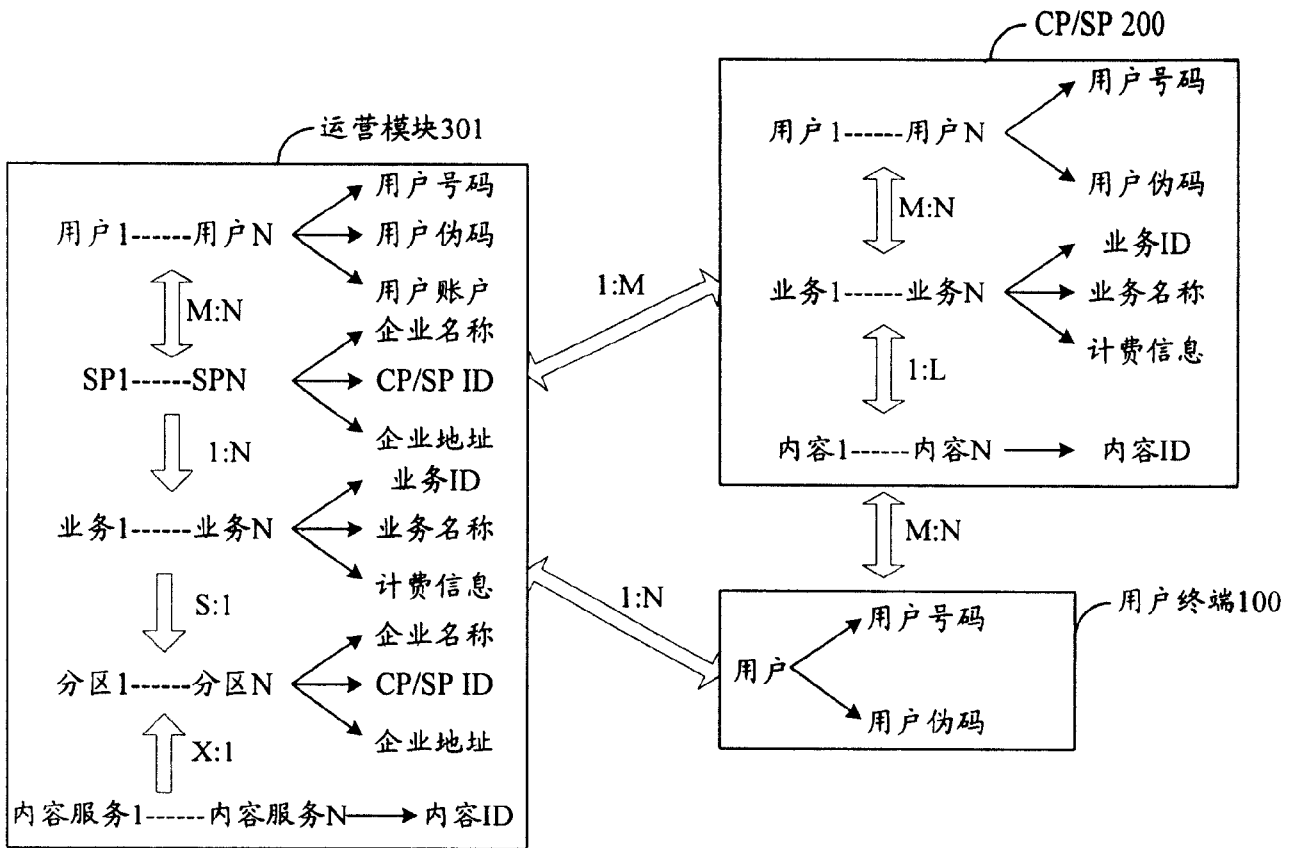 CP/SP 200
用户1------用户N
用户号码
用户伪码
M:N
业务1------业务N
业务ID
业务名称
计费信息
1:L
内容1------内容N
内容ID
运营模块301
用户1------用户N
用户号码
用户伪码
用户账户
M:N
SP1------SPN
企业名称
CP/SP ID
企业地址
1:N
业务1------业务N
业务ID
业务名称
计费信息
S:1
分区1------分区N
企业名称
CP/SP ID
企业地址
X:1
内容服务1------内容服务N
内容ID
1:M
1:N
M:N
用户终端100
用户
用户号码
用户伪码